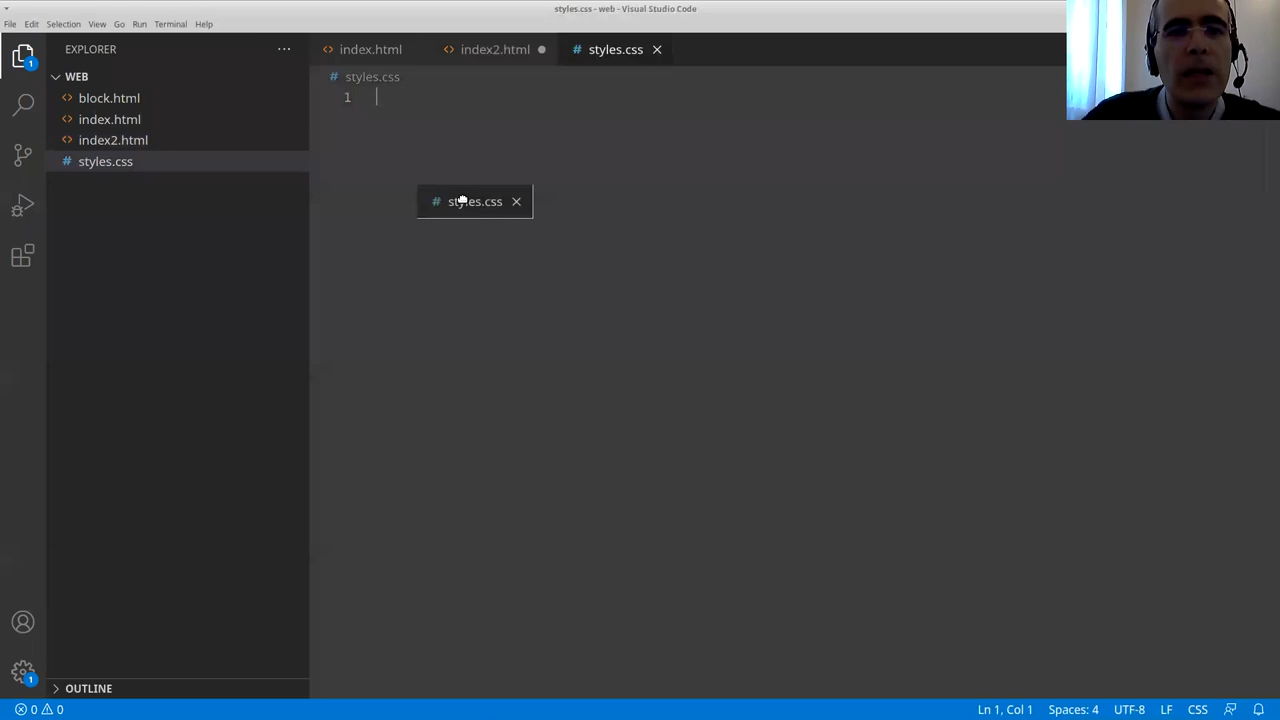 styles.css - web - Visual Studio Code
File Edit Selection View Go Run Terminal Help
EXPLORER ···
index.html
index2.html
# styles.css
WEB
# styles.css
block.html
1
index.html
index2.html
# styles.css
# styles.css
1
OUTLINE
1
0 0
Ln 1, Col 1
Spaces: 4
UTF-8
LF
CSS